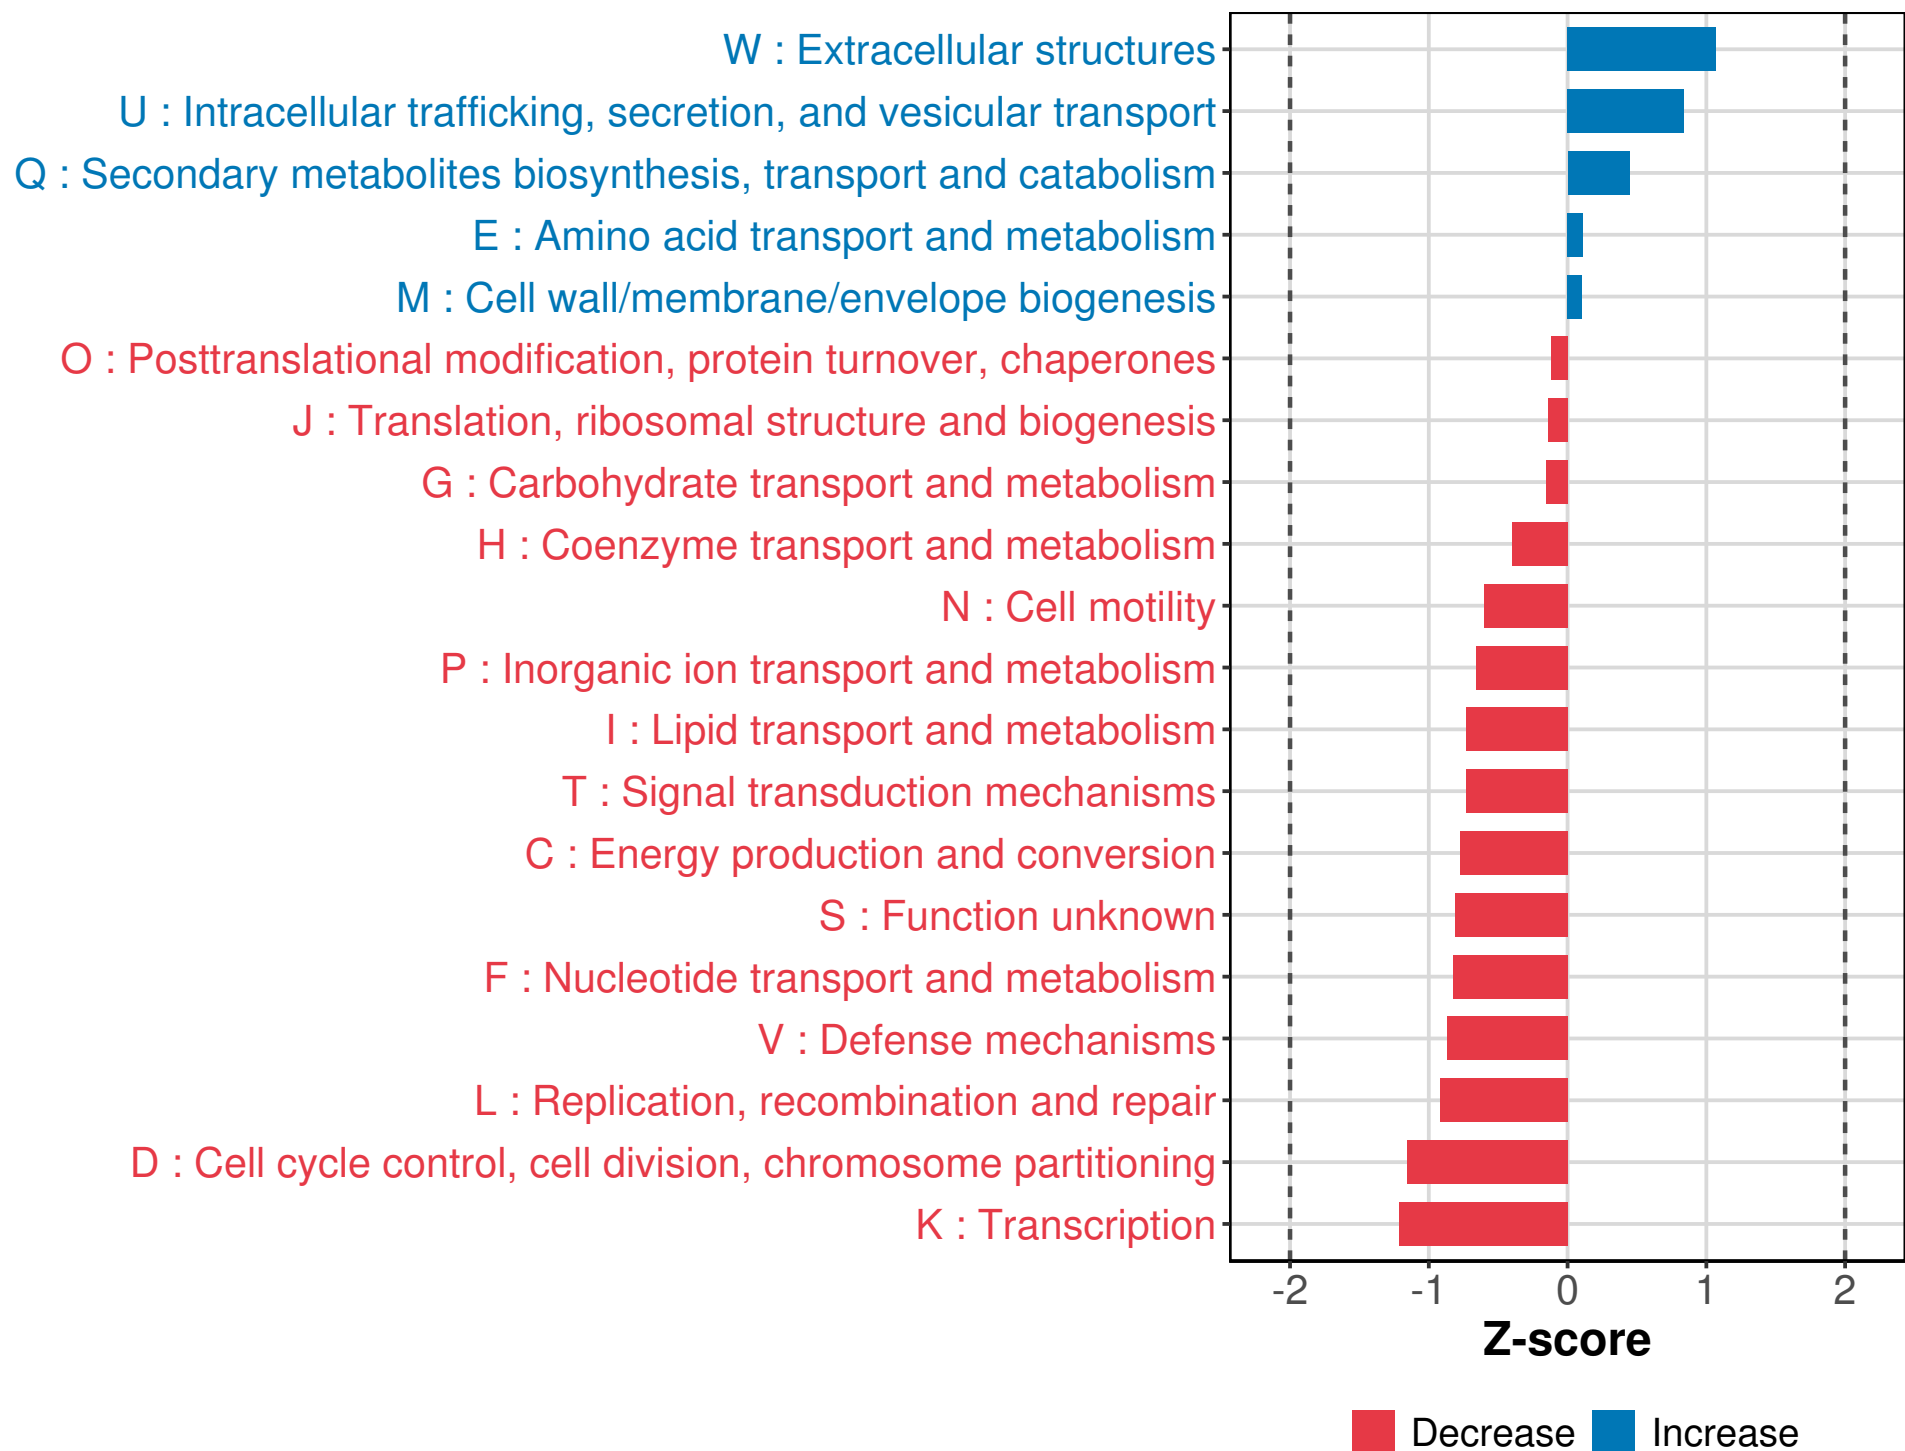 W : Extracellular structures
U : Intracellular trafficking, secretion, and vesicular transport
Q : Secondary metabolites biosynthesis, transport and catabolism
E : Amino acid transport and metabolism
M : Cell wall/membrane/envelope biogenesis
O : Posttranslational modification, protein turnover, chaperones
J : Translation, ribosomal structure and biogenesis
G : Carbohydrate transport and metabolism
H : Coenzyme transport and metabolism
N : Cell motility
P : Inorganic ion transport and metabolism
I : Lipid transport and metabolism
T : Signal transduction mechanisms
C : Energy production and conversion
S : Function unknown
F : Nucleotide transport and metabolism
V : Defense mechanisms
L : Replication, recombination and repair
D : Cell cycle control, cell division, chromosome partitioning
K : Transcription
-2 -1 0 1 2
Z-score
Decrease Increase